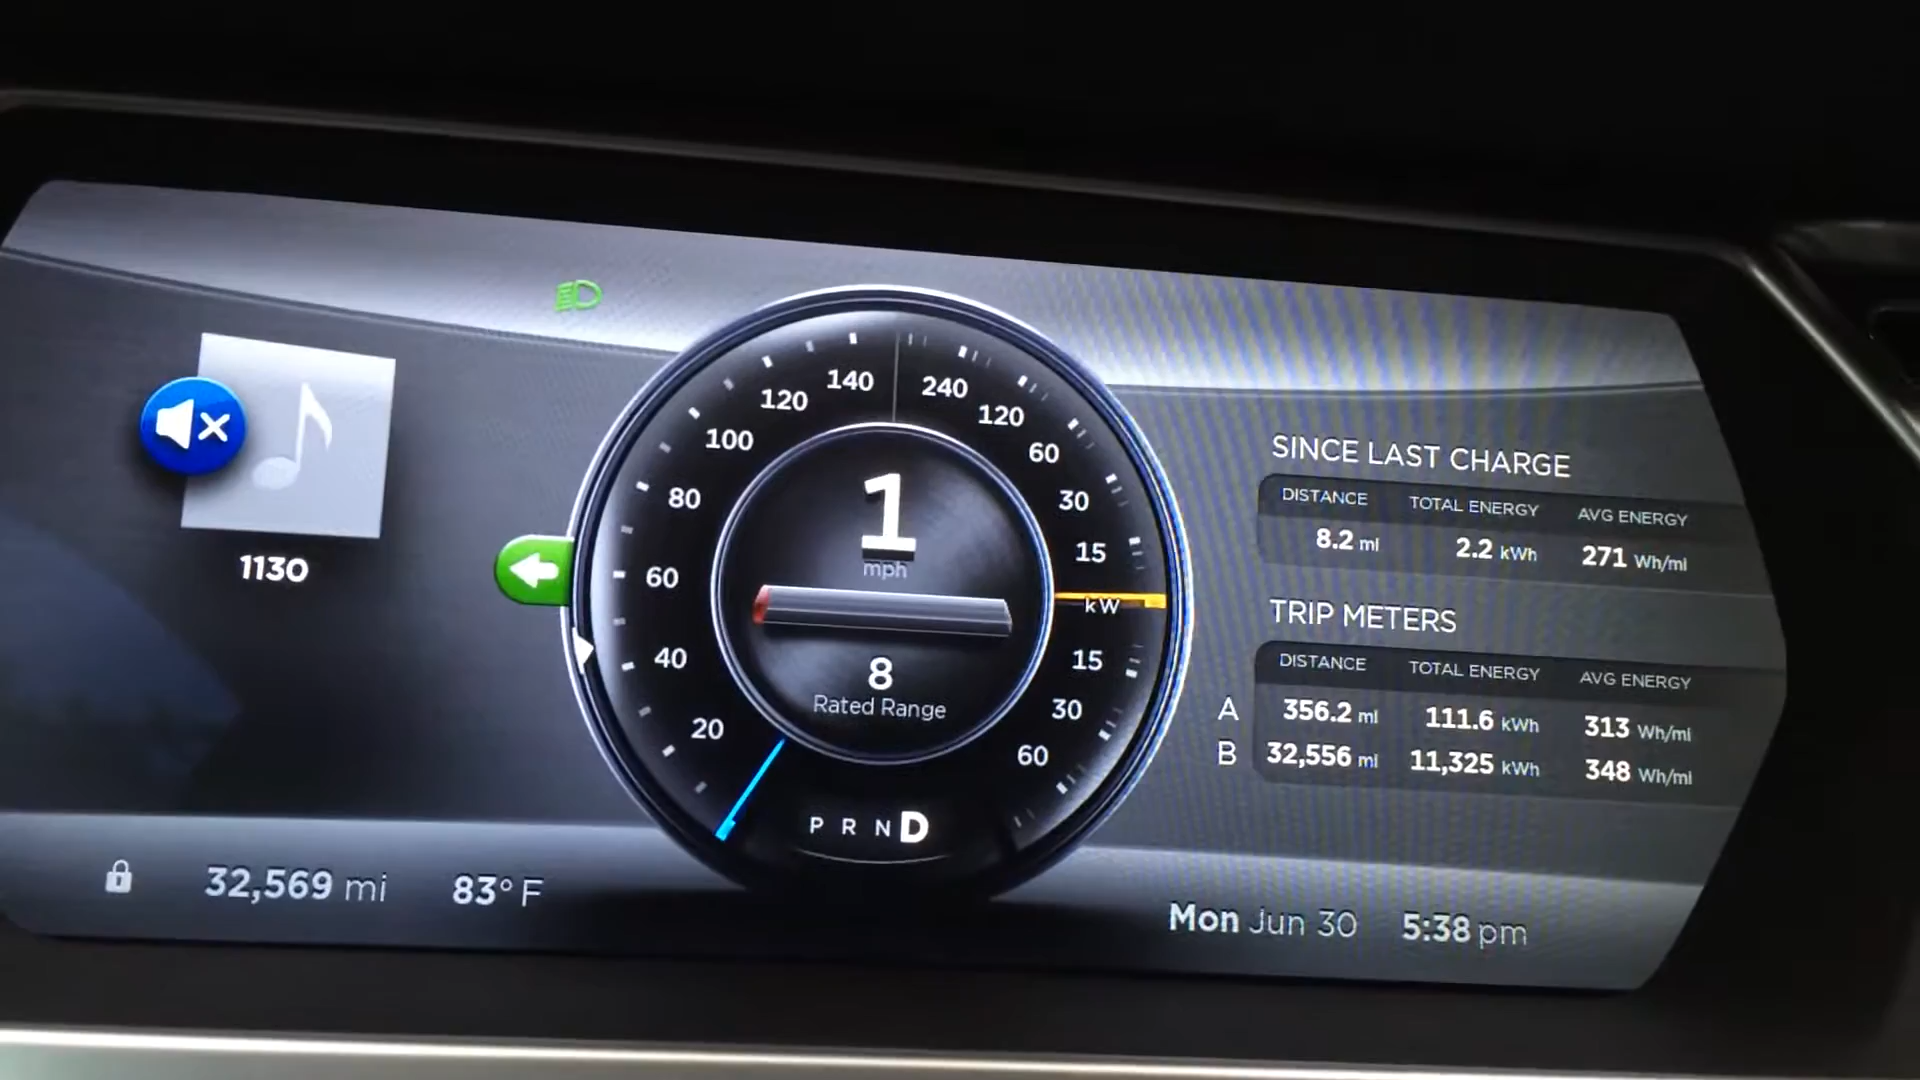 1130
140
120
100
80
60
40
20
240
120
60
30
15
kW
15
30
60
1
mph
8
Rated Range
P R N D
SINCE LAST CHARGE
DISTANCE TOTAL ENERGY AVG ENERGY
8.2 mi 2.2 kWh 271 Wh/mi
TRIP METERS
DISTANCE TOTAL ENERGY AVG ENERGY
A 356.2 mi 111.6 kWh 313 Wh/mi
B 32,556 mi 11,325 kWh 348 Wh/mi
32,569 mi 83° F
Mon Jun 30 5:38 pm